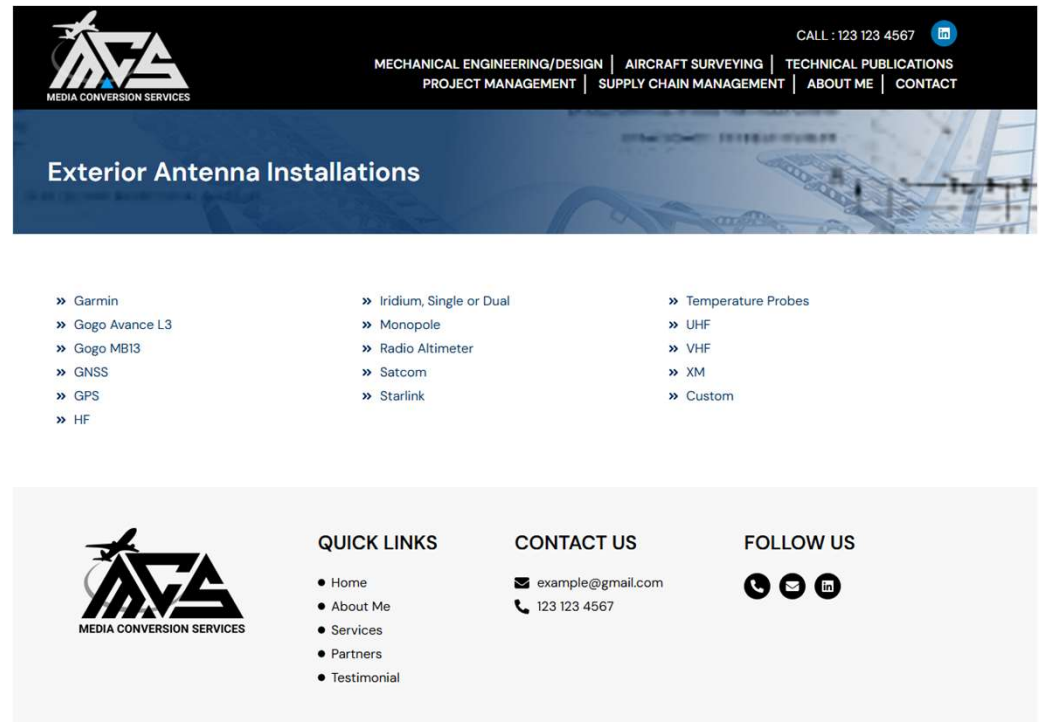 MCS
MEDIA CONVERSION SERVICES
CALL : 123 123 4567
MECHANICAL ENGINEERING/DESIGN | AIRCRAFT SURVEYING | TECHNICAL PUBLICATIONS
PROJECT MANAGEMENT | SUPPLY CHAIN MANAGEMENT | ABOUT ME | CONTACT
Exterior Antenna Installations
» Garmin
» Gogo Avance L3
» Gogo MB13
» GNSS
» GPS
» HF
» Iridium, Single or Dual
» Monopole
» Radio Altimeter
» Satcom
» Starlink
» Temperature Probes
» UHF
» VHF
» XM
» Custom
MCS
MEDIA CONVERSION SERVICES
QUICK LINKS
• Home
• About Me
• Services
• Partners
• Testimonial
CONTACT US
example@gmail.com
123 123 4567
FOLLOW US